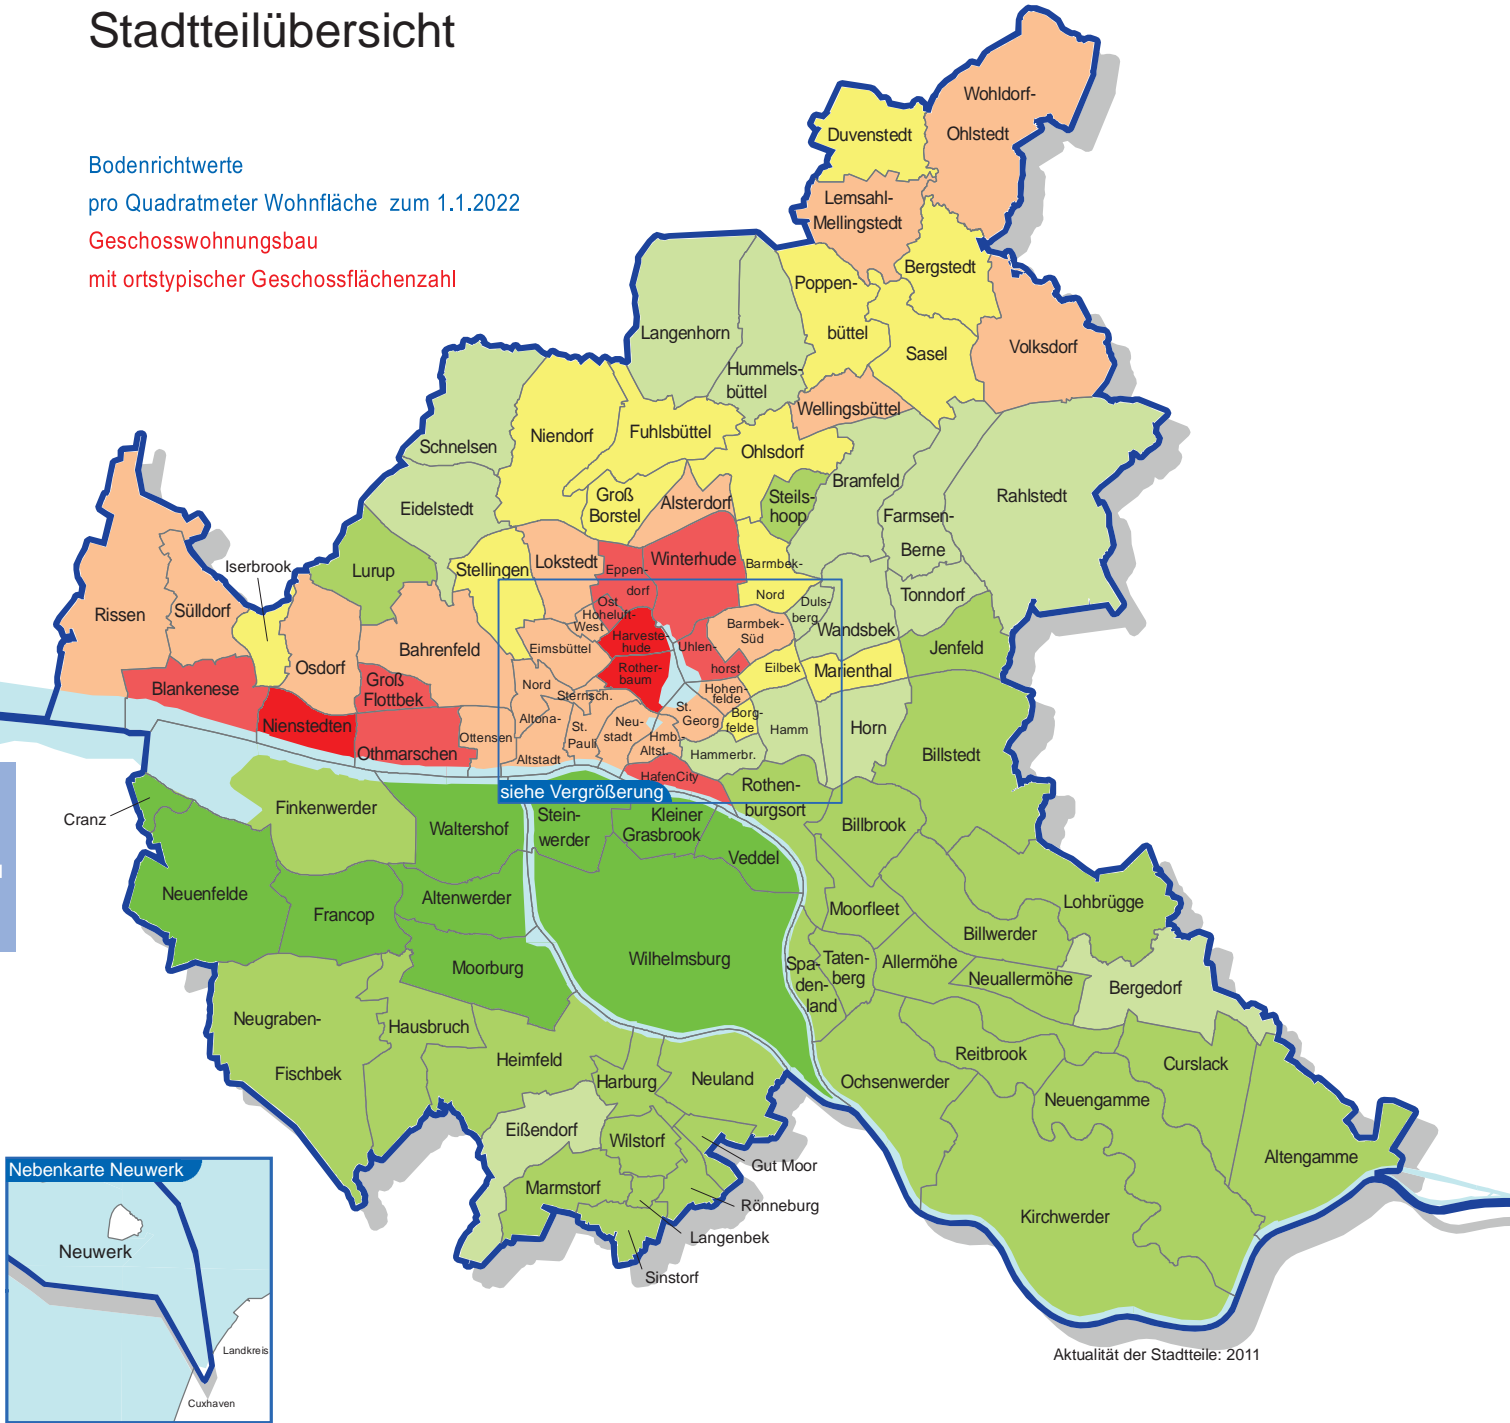 Stadtteilübersicht
Bodenrichtwerte
pro Quadratmeter Wohnfläche zum 1.1.2022
Geschosswohnungsbau
mit ortstypischer Geschossflächenzahl
Wohldorf-
Ohlstedt
Duvenstedt
Lemsahl-
Mellingstedt
Bergstedt
Poppen-
büttel
Sasel
Volksdorf
Langenhorn
Hummels-
büttel
Wellingsbüttel
Schnelsen
Niendorf
Fuhlsbüttel
Ohlsdorf
Bramfeld
Rahlstedt
Eidelstedt
Groß
Borstel
Alsterdorf
Steils-
hoop
Farmsen-
Berne
Lurup
Stellingen
Lokstedt
Eppen-
dorf
Winterhude
Barmbek-
Nord
Tonndorf
Iserbrook
Rissen
Sülldorf
Osdorf
Bahrenfeld
Ost
Hoheluft-
West
Harveste-
hude
Uhlen-
horst
Barmbek-
Süd
Duls-
berg
Wandsbek
Jenfeld
Eimsbüttel
Rother-
baum
Eilbek
Marienthal
Blankenese
Groß
Flottbek
Nienstedten
Othmarschen
Ottensen
Nord
Altona-
Altstadt
Sternsch.
St.
Pauli
Neu-
stadt
Hmb.-
Altst.
St.
Georg
Hohen-
felde
Borg-
felde
Hamm
Horn
Billstedt
Hammerbr.
HafenCity
siehe Vergrößerung
Rothen-
burgsort
Cranz
Finkenwerder
Waltershof
Stein-
werder
Kleiner
Grasbrook
Veddel
Billbrook
Neuenfelde
Francop
Altenwerder
Moorfleet
Lohbrügge
Billwerder
Moorburg
Wilhelmsburg
Spa-
den-
land
Taten-
berg
Allermöhe
Neuallermöhe
Bergedorf
Neugraben-
Fischbek
Hausbruch
Heimfeld
Harburg
Neuland
Ochsenwerder
Reitbrook
Curslack
Neuengamme
Eißendorf
Wilstorf
Gut Moor
Altengamme
Marmstorf
Rönneburg
Langenbek
Sinstorf
Kirchwerder
Nebenkarte Neuwerk
Neuwerk
Landkreis
Cuxhaven
Aktualität der Stadtteile: 2011